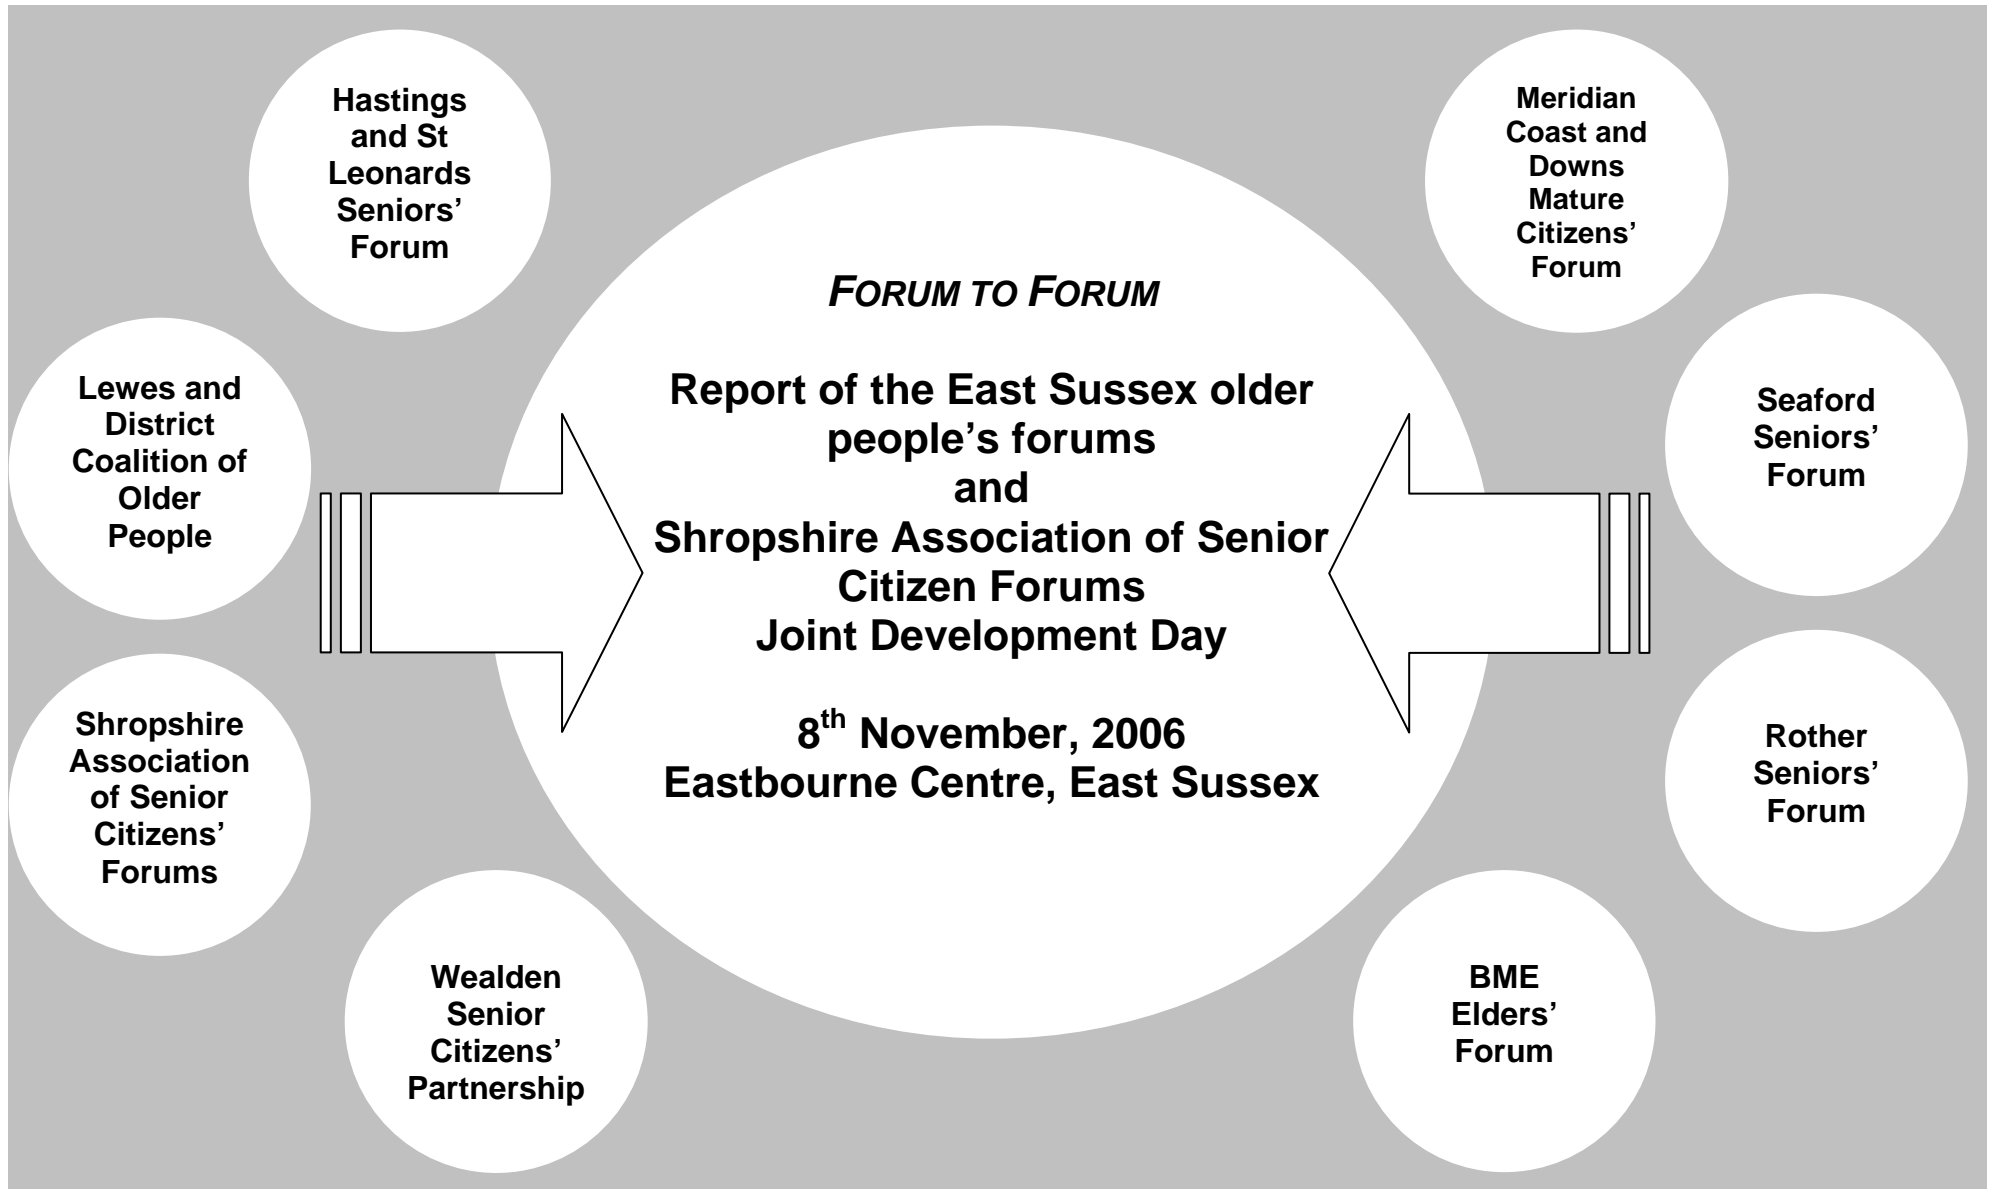 Hastings
and St
Leonards
Seniors’
Forum
Meridian
Coast and
Downs
Mature
Citizens’
Forum
Lewes and
District
Coalition of
Older
People
FORUM TO FORUM
Report of the East Sussex older
people’s forums
and
Shropshire Association of Senior
Citizen Forums
Joint Development Day
8th November, 2006
Eastbourne Centre, East Sussex
Seaford
Seniors’
Forum
Shropshire
Association
of Senior
Citizens’
Forums
Rother
Seniors’
Forum
Wealden
Senior
Citizens’
Partnership
BME
Elders’
Forum